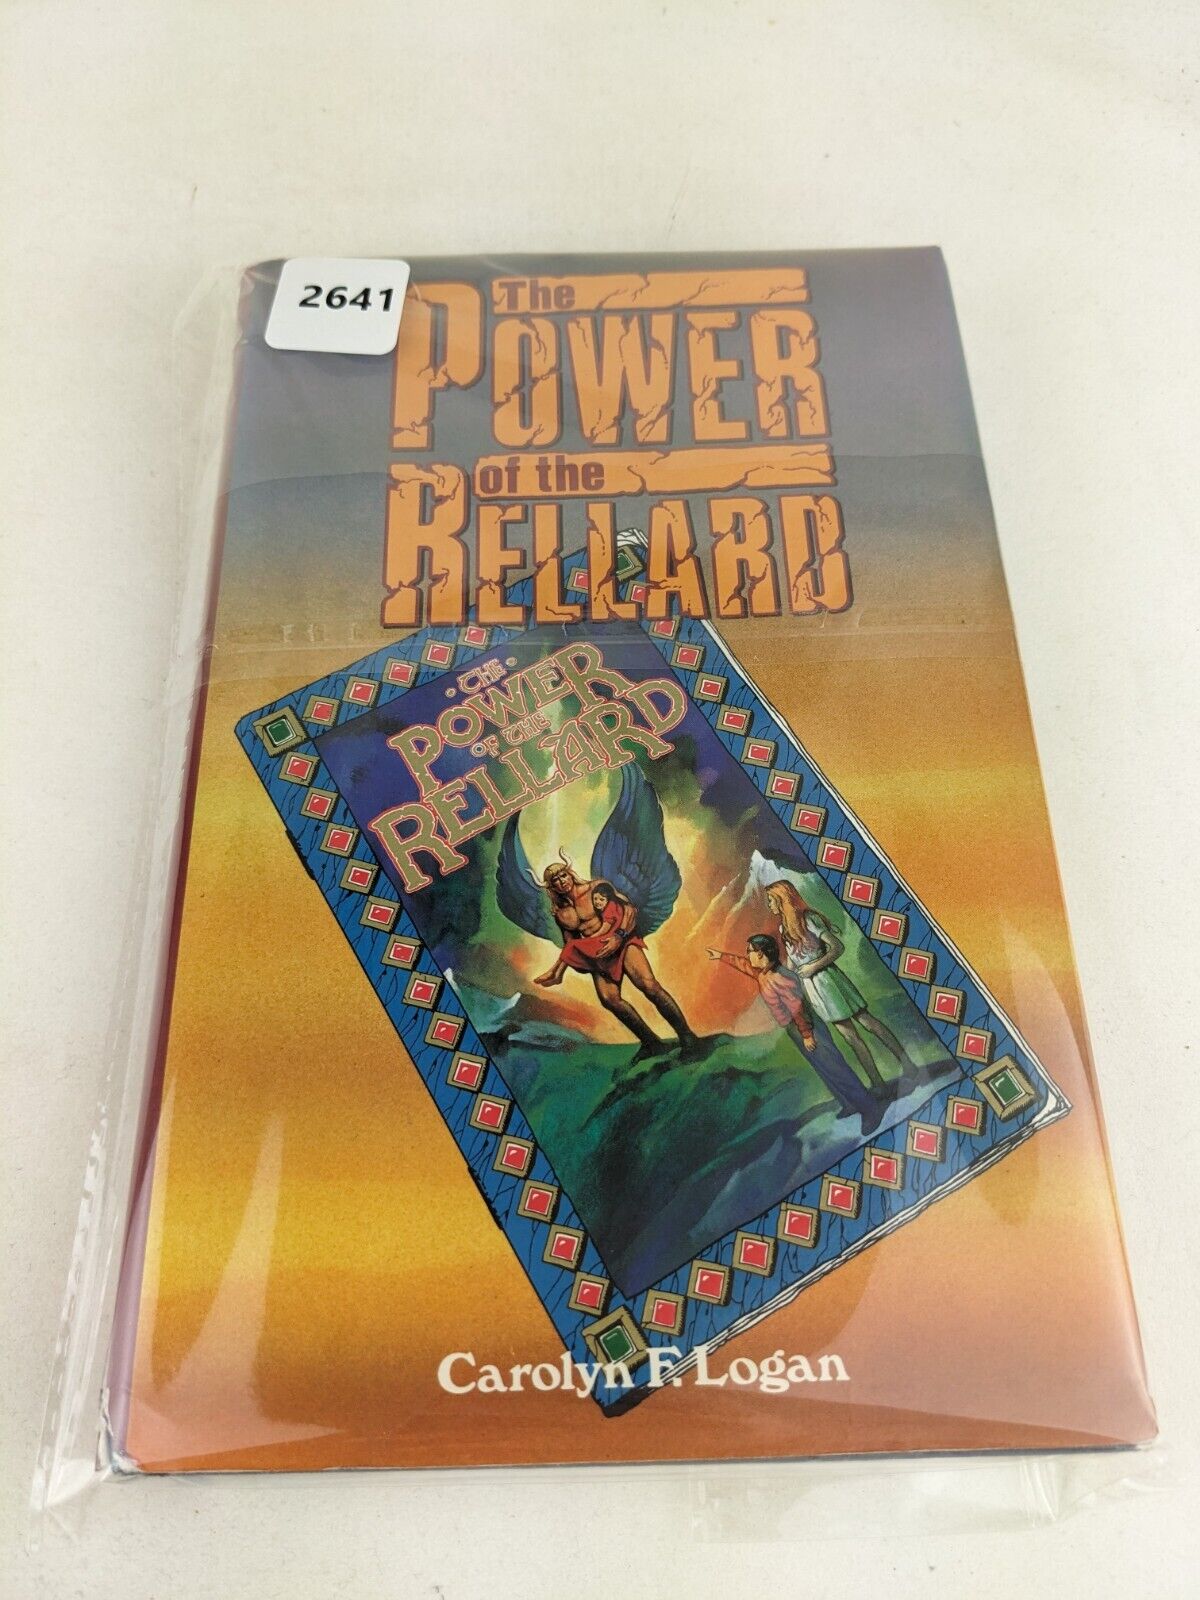 2641
The
POWER
of the
RELLARD
• THE •
POWER
OF THE
RELLARD
Carolyn F. Logan